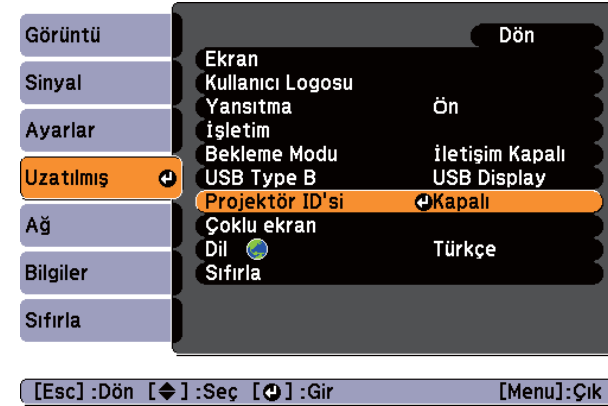 Görüntü
Sinyal
Ayarlar
Uzatılmış
Ağ
Bilgiler
Sıfırla
Dön
Ekran
Kullanıcı Logosu
Yansıtma Ön
İşletim
Bekleme Modu İletişim Kapalı
USB Type B USB Display
Projektör ID'si Kapalı
Çoklu ekran
Dil Türkçe
Sıfırla
[Esc] :Dön [◆] :Seç [⏎] :Gir [Menu]:Çık